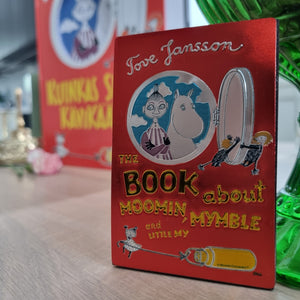 Tove Jansson
THE
BOOK about
MOOMIN MYMBLE
and LITTLE MY
KUINKAS S
KÄVIKÄÄ